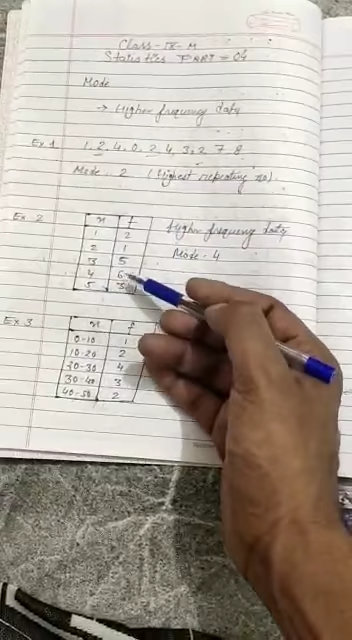 Class-IX-M
Statistics PART-04
Mode
→ Higher frequency data
Ex.1 1, 2, 4, 0, 2, 4, 3, 2 7 8
Mode 2 (Highest repeating no).
Ex 2
x f
1 2
2 1
3 5
4 6
5 3
Higher frequency data
Mode - 4
Ex.3
x f
0-10 1
10-20 2
20-30 4
30-40 3
40-50 2